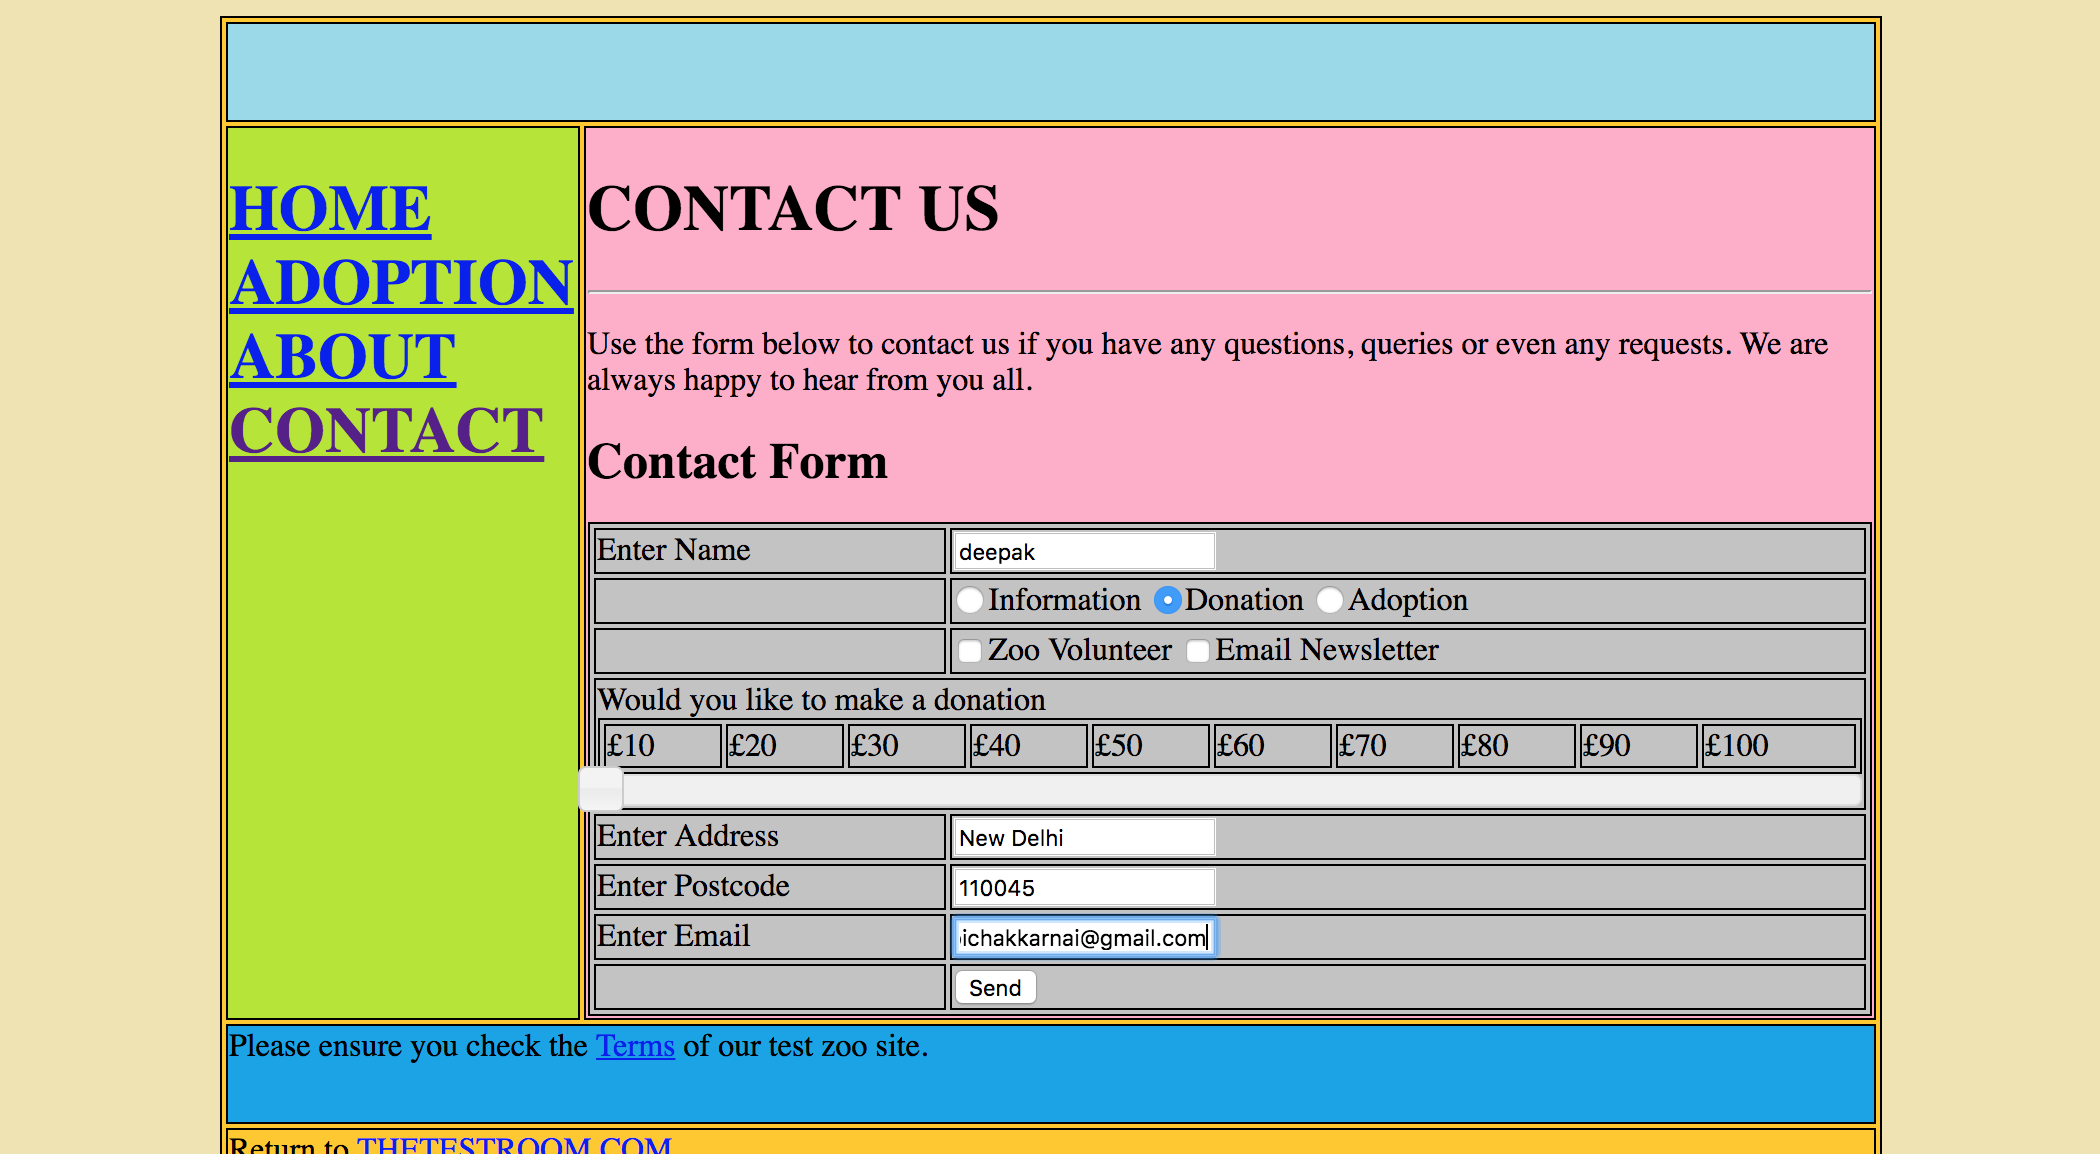 HOME
ADOPTION
ABOUT
CONTACT
CONTACT US
Use the form below to contact us if you have any questions, queries or even any requests. We are
always happy to hear from you all.
Contact Form
Enter Name deepak
Information Donation Adoption
Zoo Volunteer Email Newsletter
Would you like to make a donation
£10 £20 £30 £40 £50 £60 £70 £80 £90 £100
Enter Address New Delhi
Enter Postcode 110045
Enter Email ichakkarnai@gmail.com
Send
Please ensure you check the Terms of our test zoo site.
Return to THETESTROOM.COM